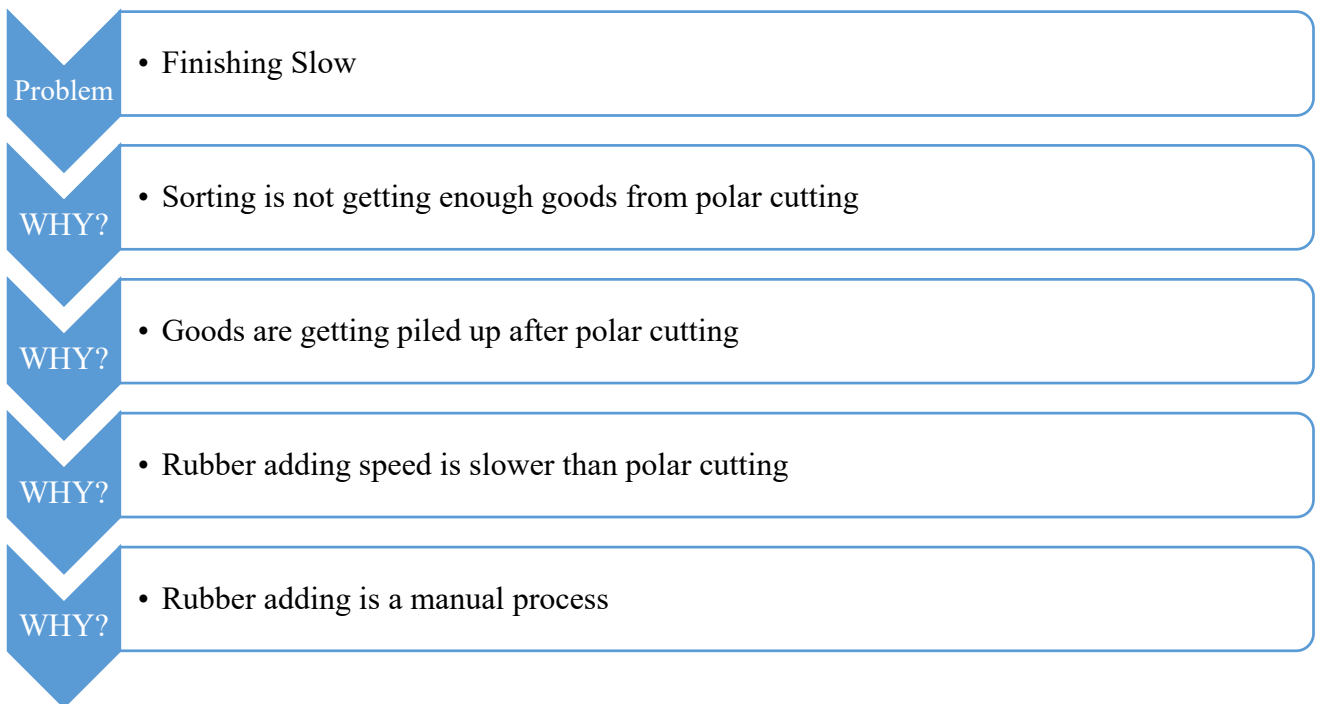 Problem
• Finishing Slow
WHY?
• Sorting is not getting enough goods from polar cutting
WHY?
• Goods are getting piled up after polar cutting
WHY?
• Rubber adding speed is slower than polar cutting
WHY?
• Rubber adding is a manual process